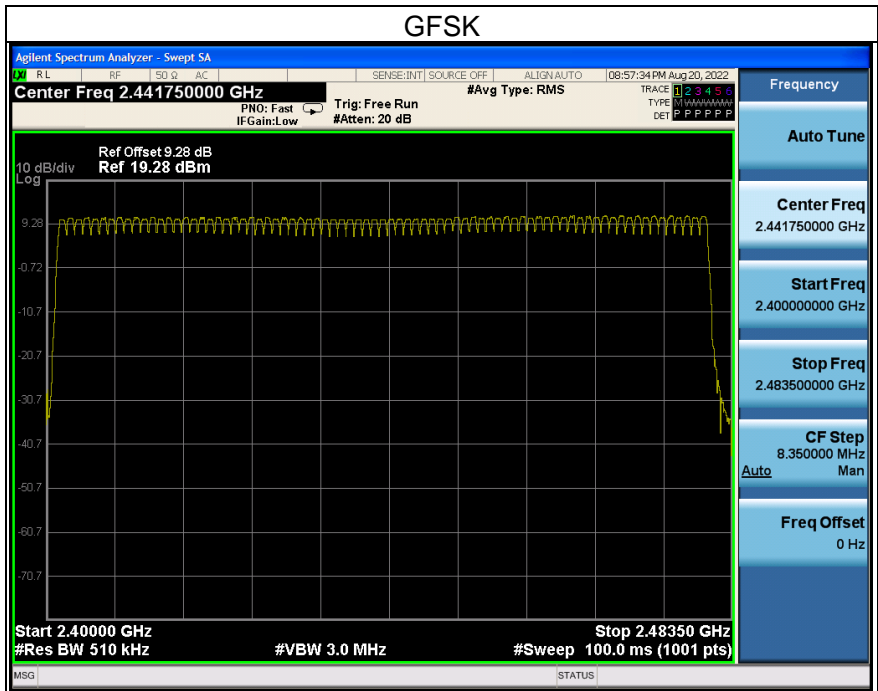 GFSK
Agilent Spectrum Analyzer - Swept SA
LXI RL RF 50 Ω AC SENSE:INT SOURCE OFF ALIGN AUTO 08:57:34 PM Aug 20, 2022
Center Freq 2.441750000 GHz
#Avg Type: RMS
TRACE 1 2 3 4 5 6
PNO: Fast
Trig: Free Run
TYPE M WWWWW
IFGain:Low
#Atten: 20 dB
DET P P P P P P
Ref Offset 9.28 dB
10 dB/div Ref 19.28 dBm
Log
9.28
-0.72
-10.7
-20.7
-30.7
-40.7
-50.7
-60.7
-70.7
Start 2.40000 GHz Stop 2.48350 GHz
#Res BW 510 kHz #VBW 3.0 MHz #Sweep 100.0 ms (1001 pts)
MSG STATUS
Frequency
Auto Tune
Center Freq
2.441750000 GHz
Start Freq
2.400000000 GHz
Stop Freq
2.483500000 GHz
CF Step
8.350000 MHz
Auto Man
Freq Offset
0 Hz